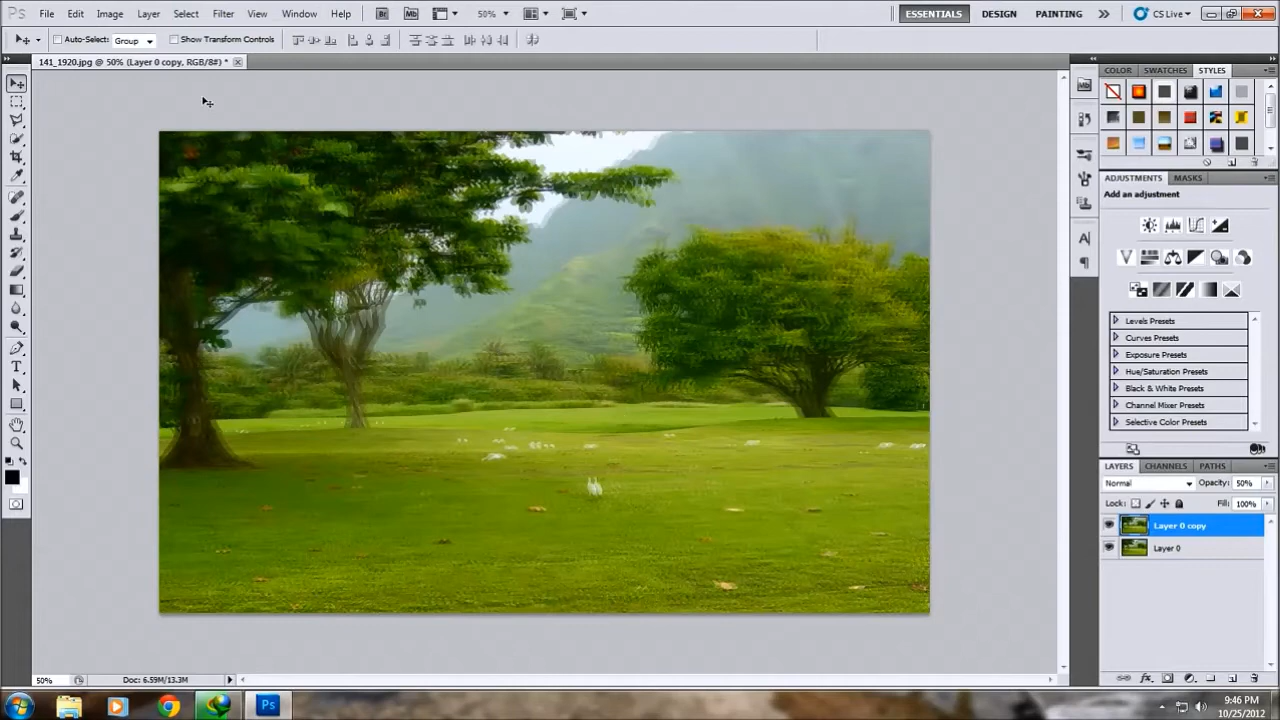 Ps File Edit Image Layer Select Filter View Window Help Br Mb 50% ESSENTIALS DESIGN PAINTING CS Live
Auto-Select: Group Show Transform Controls
141_1920.jpg @ 50% (Layer 0 copy, RGB/8#) *
COLOR SWATCHES STYLES
Mb
ADJUSTMENTS MASKS
Add an adjustment
Levels Presets
Curves Presets
Exposure Presets
Hue/Saturation Presets
Black & White Presets
Channel Mixer Presets
Selective Color Presets
LAYERS CHANNELS PATHS
Normal Opacity: 50%
Lock: Fill: 100%
Layer 0 copy
Layer 0
50% Doc: 6.59M/13.3M
Ps
9:46 PM
10/25/2012